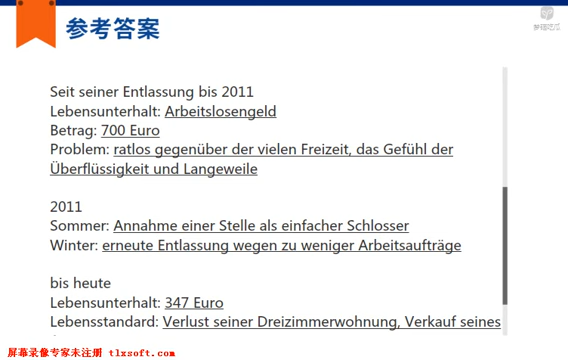 参考答案
Seit seiner Entlassung bis 2011
Lebensunterhalt: Arbeitslosengeld
Betrag: 700 Euro
Problem: ratlos gegenüber der vielen Freizeit, das Gefühl der
Überflüssigkeit und Langeweile
2011
Sommer: Annahme einer Stelle als einfacher Schlosser
Winter: erneute Entlassung wegen zu weniger Arbeitsaufträge
bis heute
Lebensunterhalt: 347 Euro
Lebensstandard: Verlust seiner Dreizimmerwohnung, Verkauf seines
屏幕录像专家未注册 tlxsoft.com